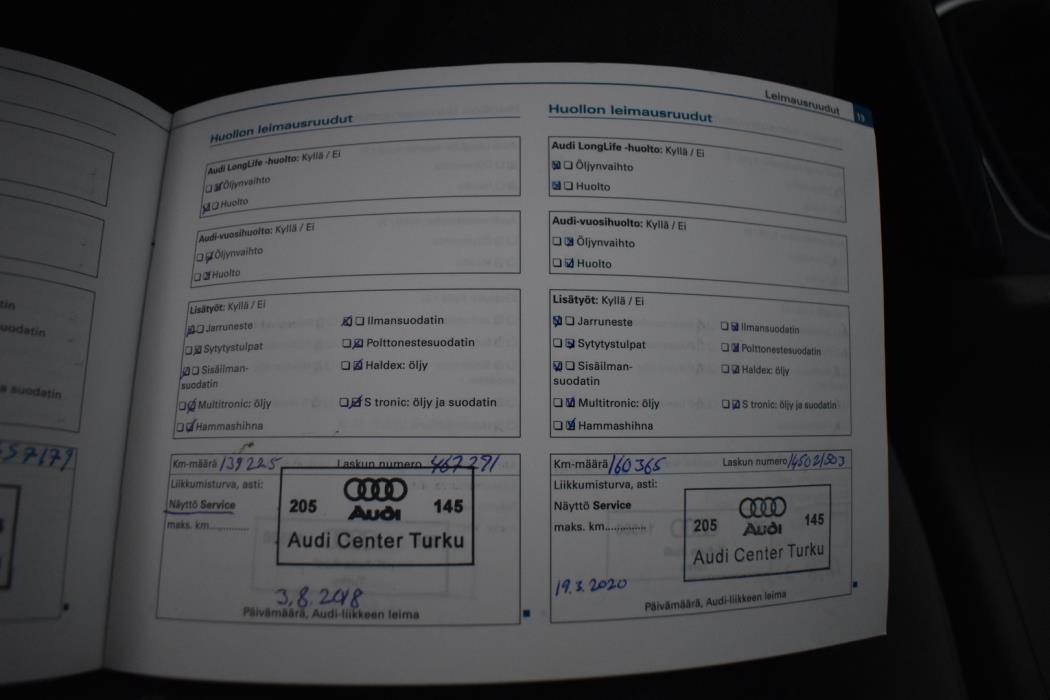 tin
uodatin
a suodatin
557179
Leimausruudut
19
Huollon leimausruudut
Audi LongLife -huolto: Kyllä / Ei
Öljynvaihto
Huolto
Audi-vuosihuolto: Kyllä / Ei
Öljynvaihto
Huolto
Lisätyöt: Kyllä / Ei
Jarruneste
Ilmansuodatin
Sytytystulpat
Polttonestesuodatin
Sisäilman-
suodatin
Haldex: öljy
Multitronic: öljy
S tronic: öljy ja suodatin
Hammashihna
Km-määrä 139225
Laskun numero 467291
Liikkumisturva, asti:
Näyttö Service
maks. km............
205 Audi 145
Audi Center Turku
3.8.2018
Päivämäärä, Audi-liikkeen leima
Huollon leimausruudut
Audi LongLife -huolto: Kyllä / Ei
Öljynvaihto
Huolto
Audi-vuosihuolto: Kyllä / Ei
Öljynvaihto
Huolto
Lisätyöt: Kyllä / Ei
Jarruneste
Ilmansuodatin
Sytytystulpat
Polttonestesuodatin
Sisäilman-
suodatin
Haldex: öljy
Multitronic: öljy
S tronic: öljy ja suodatin
Hammashihna
Km-määrä 160365
Laskun numero 14502503
Liikkumisturva, asti:
Näyttö Service
maks. km............
205 Audi 145
Audi Center Turku
19.3.2020
Päivämäärä, Audi-liikkeen leima